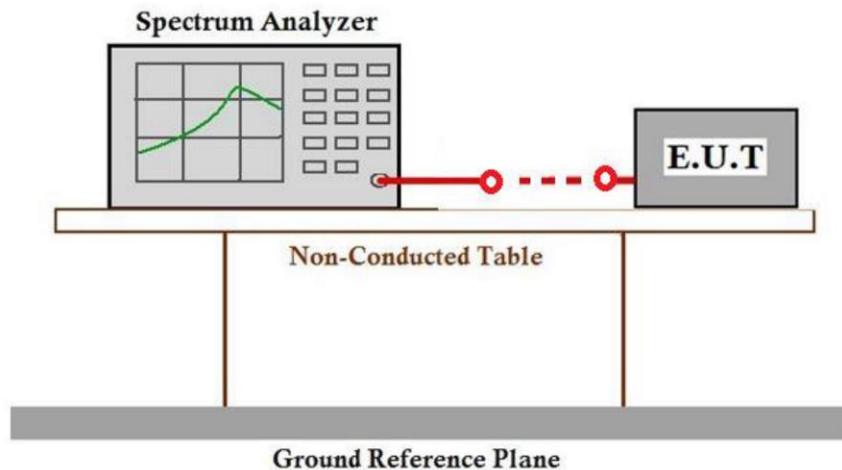 Spectrum Analyzer
E.U.T
Non-Conducted Table
Ground Reference Plane